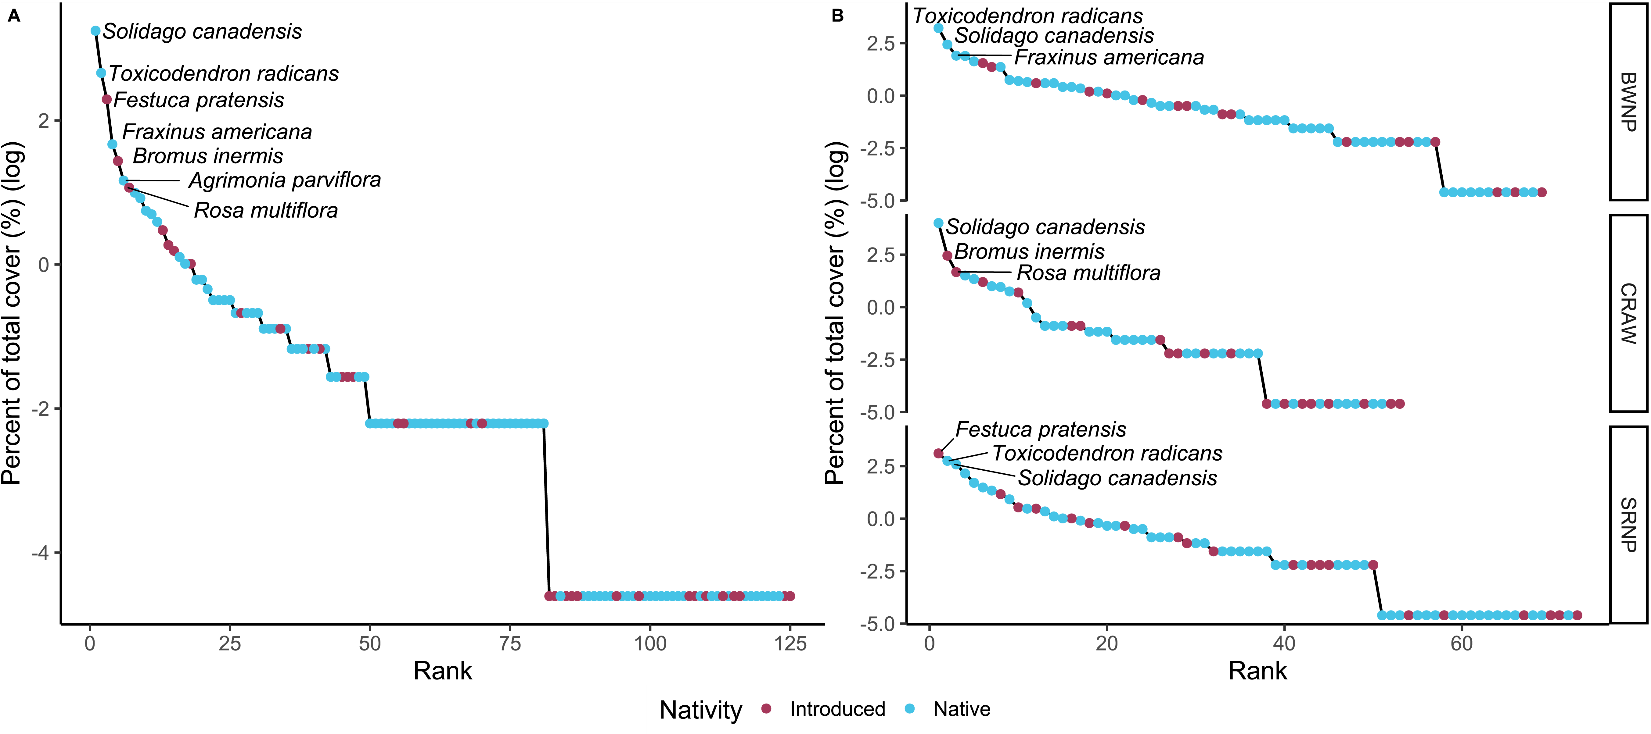 A
Percent of total cover (%) (log)
2
0
-2
-4
Solidago canadensis
Toxicodendron radicans
Festuca pratensis
Fraxinus americana
Bromus inermis
Agrimonia parviflora
Rosa multiflora
0
25
50
75
100
125
Rank
B
Percent of total cover (%) (log)
2.5
0.0
-2.5
-5.0
Toxicodendron radicans
Solidago canadensis
Fraxinus americana
BWNP
2.5
0.0
-2.5
-5.0
Solidago canadensis
Bromus inermis
Rosa multiflora
CRAW
2.5
0.0
-2.5
-5.0
Festuca pratensis
Toxicodendron radicans
Solidago canadensis
SRNP
0
20
40
60
Rank
Nativity Introduced Native